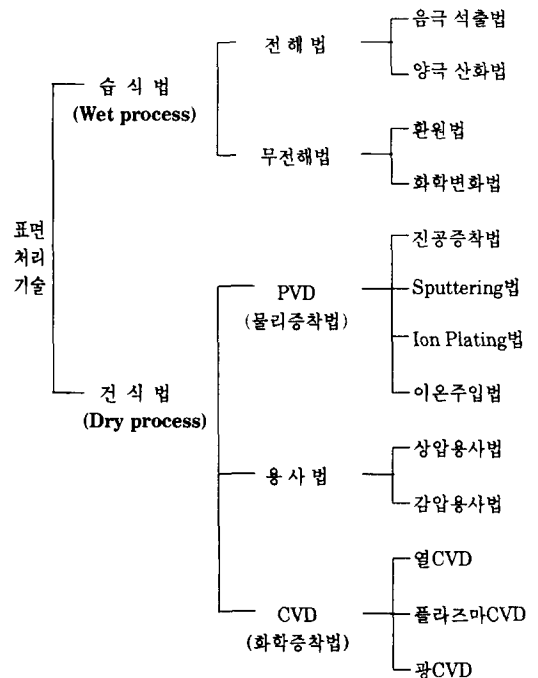 음극 석출법
전 해 법
양극 산화법
습 식 법
(Wet process)
환원법
무전해법
화학변화법
표면
처리
기술
진공증착법
PVD
(물리증착법)
Sputtering법
Ion Plating법
이온주입법
건 식 법
(Dry process)
상압용사법
용 사 법
감압용사법
열CVD
CVD
(화학증착법)
플라즈마CVD
광CVD